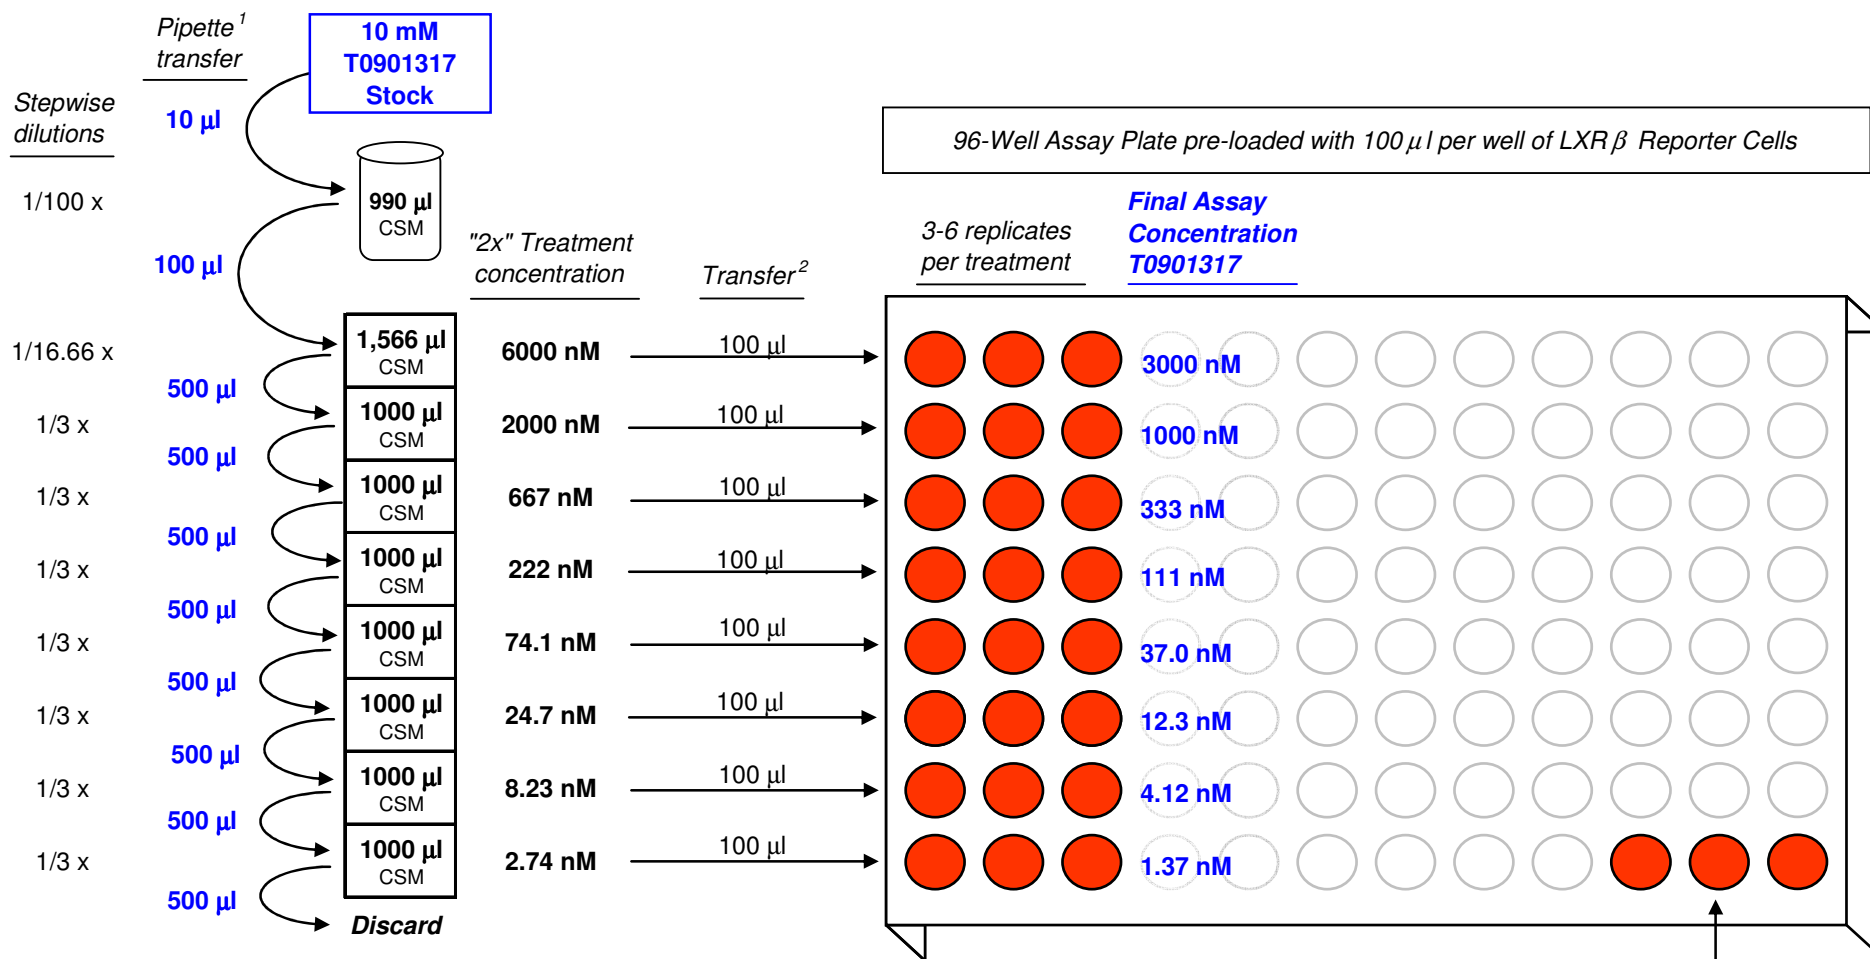 Pipette 1
transfer
10 mM
T0901317
Stock
Stepwise
dilutions
10 µl
96-Well Assay Plate pre-loaded with 100 µl per well of LXR β Reporter Cells
1/100 x
990 µl
CSM
100 µl
"2x" Treatment
concentration
Transfer 2
3-6 replicates
per treatment
Final Assay
Concentration
T0901317
1/16.66 x
1,566 µl
CSM
6000 nM
100 µl
3000 nM
500 µl
1/3 x
1000 µl
CSM
2000 nM
100 µl
1000 nM
500 µl
1/3 x
1000 µl
CSM
667 nM
100 µl
333 nM
500 µl
1/3 x
1000 µl
CSM
222 nM
100 µl
111 nM
500 µl
1/3 x
1000 µl
CSM
74.1 nM
100 µl
37.0 nM
500 µl
1/3 x
1000 µl
CSM
24.7 nM
100 µl
12.3 nM
500 µl
1/3 x
1000 µl
CSM
8.23 nM
100 µl
4.12 nM
500 µl
1/3 x
1000 µl
CSM
2.74 nM
100 µl
1.37 nM
500 µl
Discard